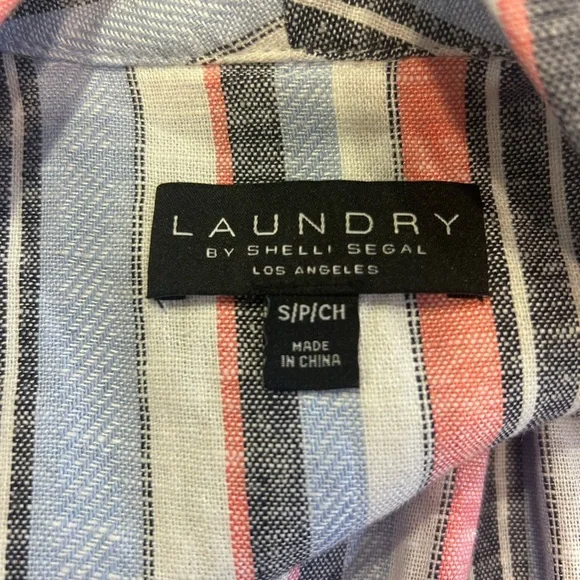 LAUNDRY
BY SHELLI SEGAL
LOS ANGELES
S/P/CH
MADE
IN CHINA